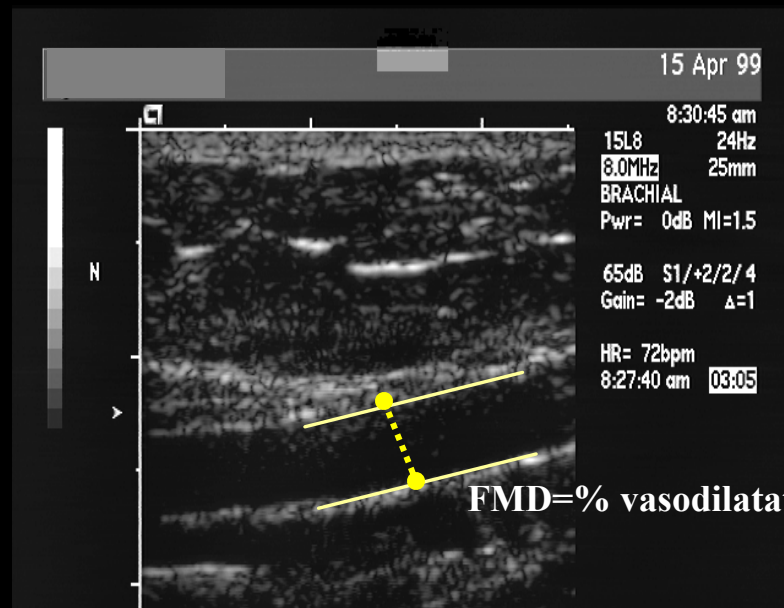 15 Apr 99
8:30:45 am
15L8 24Hz
8.0MHz 25mm
BRACHIAL
Pwr= 0dB MI=1.5
N
65dB S1/+2/2/4
Gain= -2dB Δ=1
HR= 72bpm
8:27:40 am 03:05
FMD=% vasodilata